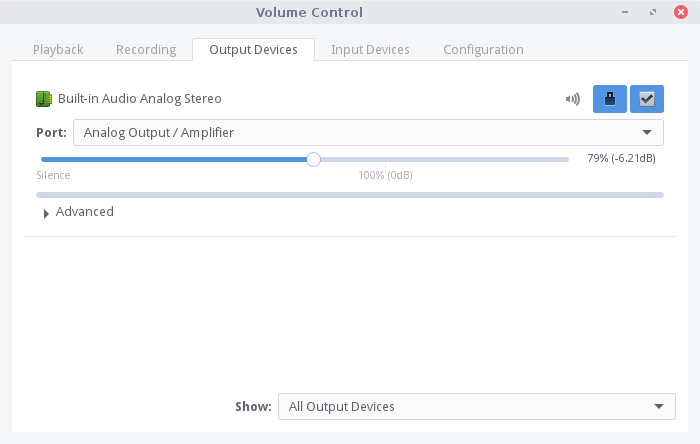 Volume Control
Playback Recording Output Devices Input Devices Configuration
Built-in Audio Analog Stereo
Port: Analog Output / Amplifier
79% (-6.21dB)
Silence 100% (0dB)
Advanced
Show: All Output Devices